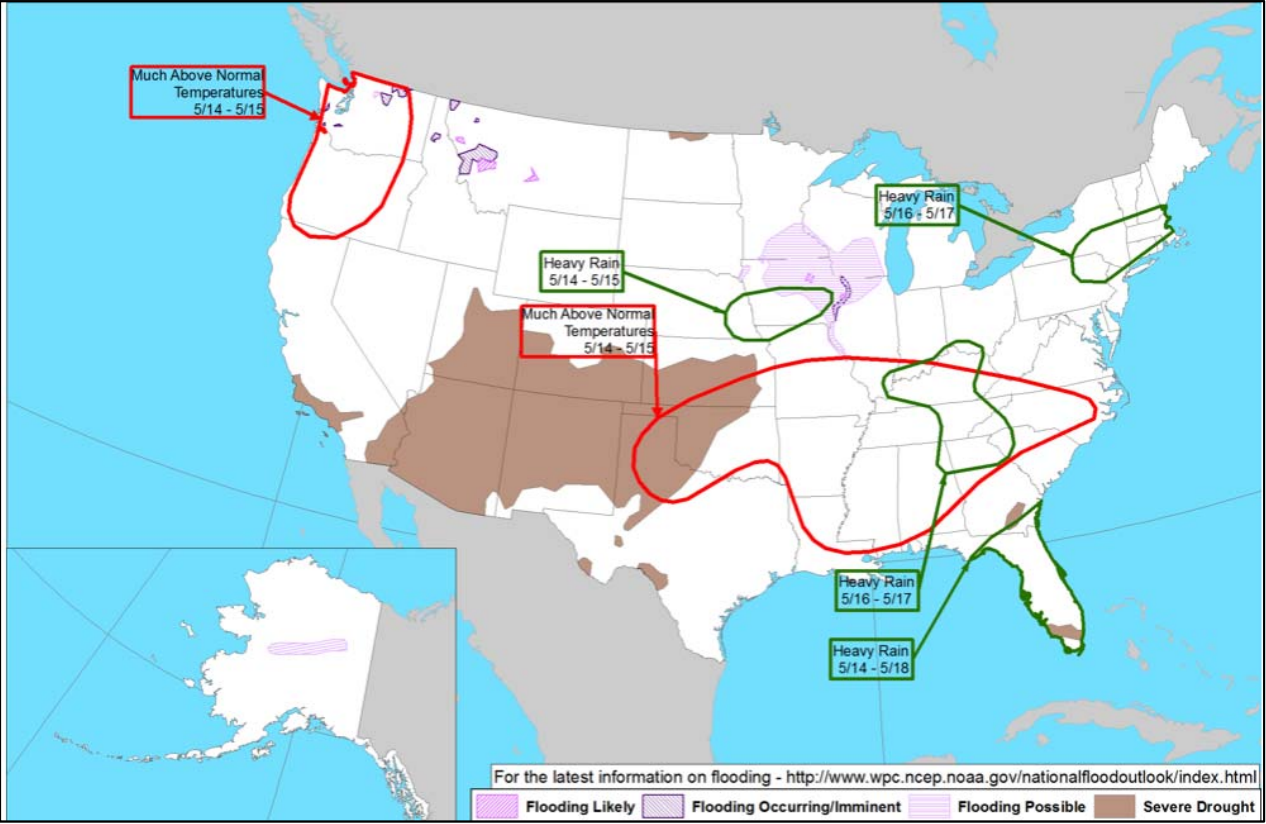 Much Above Normal
Temperatures
5/14 - 5/15
Heavy Rain
5/16 - 5/17
Heavy Rain
5/14 - 5/15
Much Above Normal
Temperatures
5/14 - 5/15
Heavy Rain
5/16 - 5/17
Heavy Rain
5/14 - 5/18
For the latest information on flooding - http://www.wpc.ncep.noaa.gov/nationalfloodoutlook/index.html
Flooding Likely Flooding Occurring/Imminent Flooding Possible Severe Drought